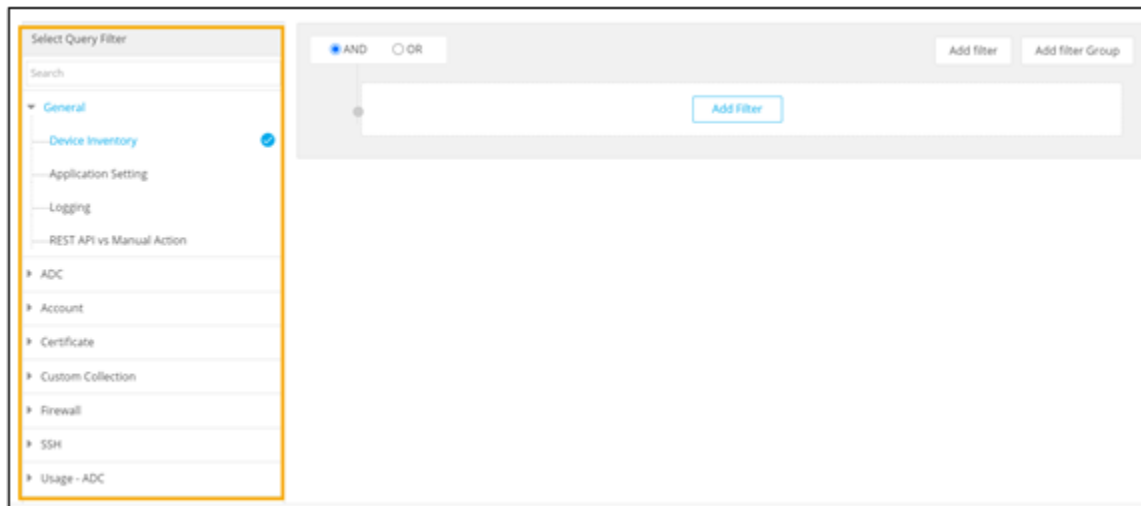 Select Query Filter
Search
General
Device Inventory
Application Setting
Logging
REST API vs Manual Action
ADC
Account
Certificate
Custom Collection
Firewall
SSH
Usage - ADC
AND OR
Add filter Add filter Group
Add Filter